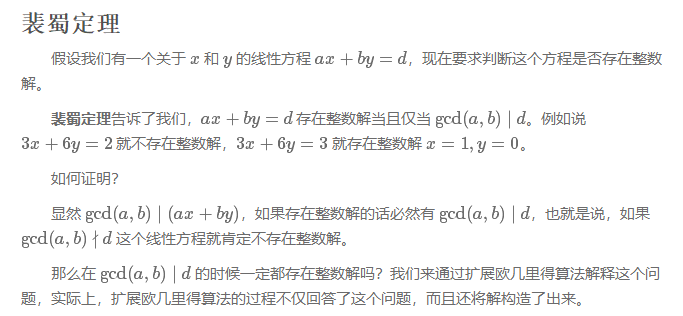 裴蜀定理
假设我们有一个关于 x 和 y 的线性方程 ax + by = d，现在要求判断这个方程是否存在整数
解。
裴蜀定理告诉了我们，ax + by = d 存在整数解当且仅当 gcd(a, b) ∣ d。例如说
3x + 6y = 2 就不存在整数解，3x + 6y = 3 就存在整数解 x = 1, y = 0。
如何证明？
显然 gcd(a, b) ∣ (ax + by)，如果存在整数解的话必然有 gcd(a, b) ∣ d，也就是说，如果
gcd(a, b) ∤ d 这个线性方程就肯定不存在整数解。
那么在 gcd(a, b) ∣ d 的时候一定都存在整数解吗？我们来通过扩展欧几里得算法解释这个问
题，实际上，扩展欧几里得算法的过程不仅回答了这个问题，而且还将解构造了出来。